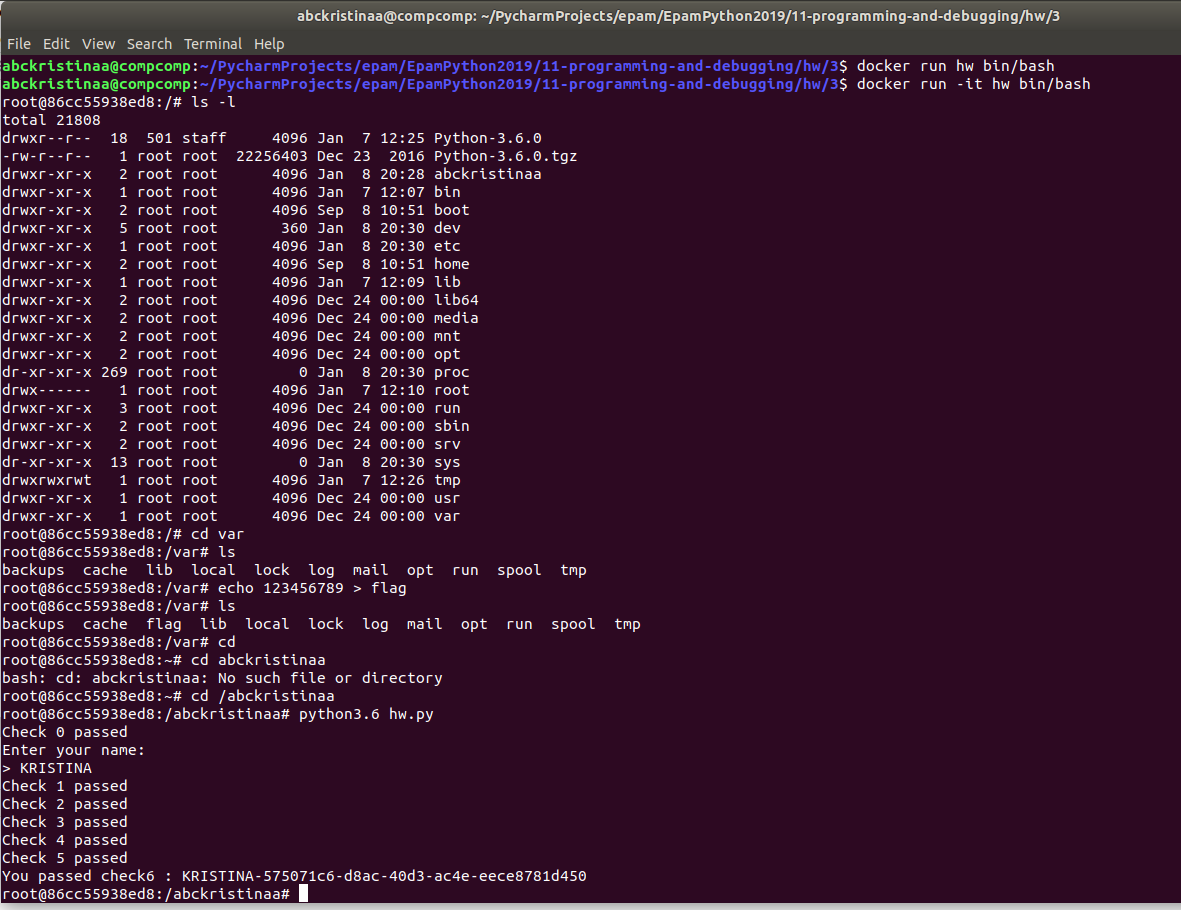 abckristinaa@compcomp: ~/PycharmProjects/epam/EpamPython2019/11-programming-and-debugging/hw/3
File Edit View Search Terminal Help
abckristinaa@compcomp:~/PycharmProjects/epam/EpamPython2019/11-programming-and-debugging/hw/3$ docker run hw bin/bash
abckristinaa@compcomp:~/PycharmProjects/epam/EpamPython2019/11-programming-and-debugging/hw/3$ docker run -it hw bin/bash
root@86cc55938ed8:/# ls -l
total 21808
drwxr--r--  18  501 staff     4096 Jan  7 12:25 Python-3.6.0
-rw-r--r--   1 root root  22256403 Dec 23  2016 Python-3.6.0.tgz
drwxr-xr-x   2 root root      4096 Jan  8 20:28 abckristinaa
drwxr-xr-x   1 root root      4096 Jan  7 12:07 bin
drwxr-xr-x   2 root root      4096 Sep  8 10:51 boot
drwxr-xr-x   5 root root       360 Jan  8 20:30 dev
drwxr-xr-x   1 root root      4096 Jan  8 20:30 etc
drwxr-xr-x   2 root root      4096 Sep  8 10:51 home
drwxr-xr-x   1 root root      4096 Jan  7 12:09 lib
drwxr-xr-x   2 root root      4096 Dec 24 00:00 lib64
drwxr-xr-x   2 root root      4096 Dec 24 00:00 media
drwxr-xr-x   2 root root      4096 Dec 24 00:00 mnt
drwxr-xr-x   2 root root      4096 Dec 24 00:00 opt
dr-xr-xr-x 269 root root         0 Jan  8 20:30 proc
drwx------   1 root root      4096 Jan  7 12:10 root
drwxr-xr-x   3 root root      4096 Dec 24 00:00 run
drwxr-xr-x   2 root root      4096 Dec 24 00:00 sbin
drwxr-xr-x   2 root root      4096 Dec 24 00:00 srv
dr-xr-xr-x  13 root root         0 Jan  8 20:30 sys
drwxrwxrwt   1 root root      4096 Jan  7 12:26 tmp
drwxr-xr-x   1 root root      4096 Dec 24 00:00 usr
drwxr-xr-x   1 root root      4096 Dec 24 00:00 var
root@86cc55938ed8:/# cd var
root@86cc55938ed8:/var# ls
backups  cache  lib  local  lock  log  mail  opt  run  spool  tmp
root@86cc55938ed8:/var# echo 123456789 > flag
root@86cc55938ed8:/var# ls
backups  cache  flag  lib  local  lock  log  mail  opt  run  spool  tmp
root@86cc55938ed8:/var# cd
root@86cc55938ed8:~# cd abckristinaa
bash: cd: abckristinaa: No such file or directory
root@86cc55938ed8:~# cd /abckristinaa
root@86cc55938ed8:/abckristinaa# python3.6 hw.py
Check 0 passed
Enter your name:
> KRISTINA
Check 1 passed
Check 2 passed
Check 3 passed
Check 4 passed
Check 5 passed
You passed check6 : KRISTINA-575071c6-d8ac-40d3-ac4e-eece8781d450
root@86cc55938ed8:/abckristinaa#